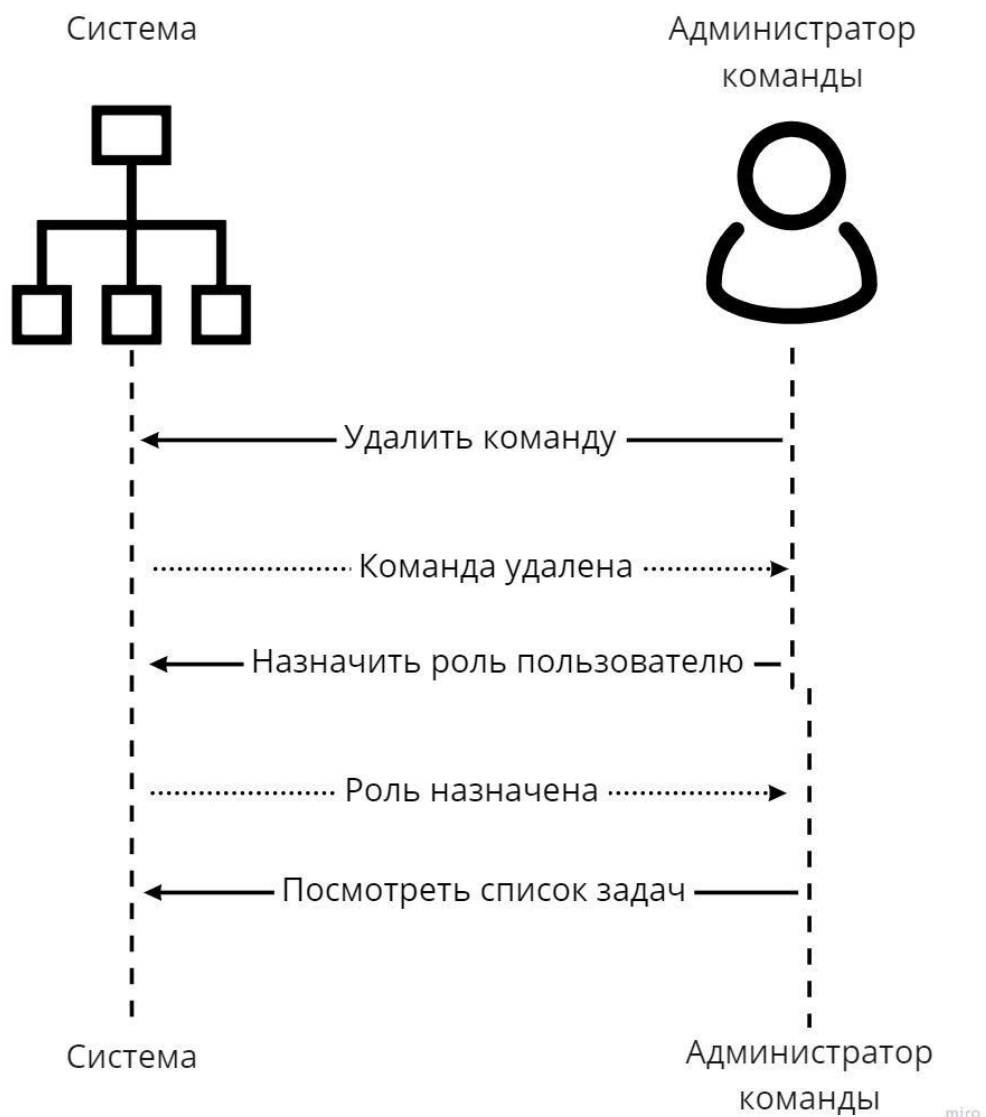 Система
Администратор
команды
Удалить команду
Команда удалена
Назначить роль пользователю
Роль назначена
Посмотреть список задач
Система
Администратор
команды
miro